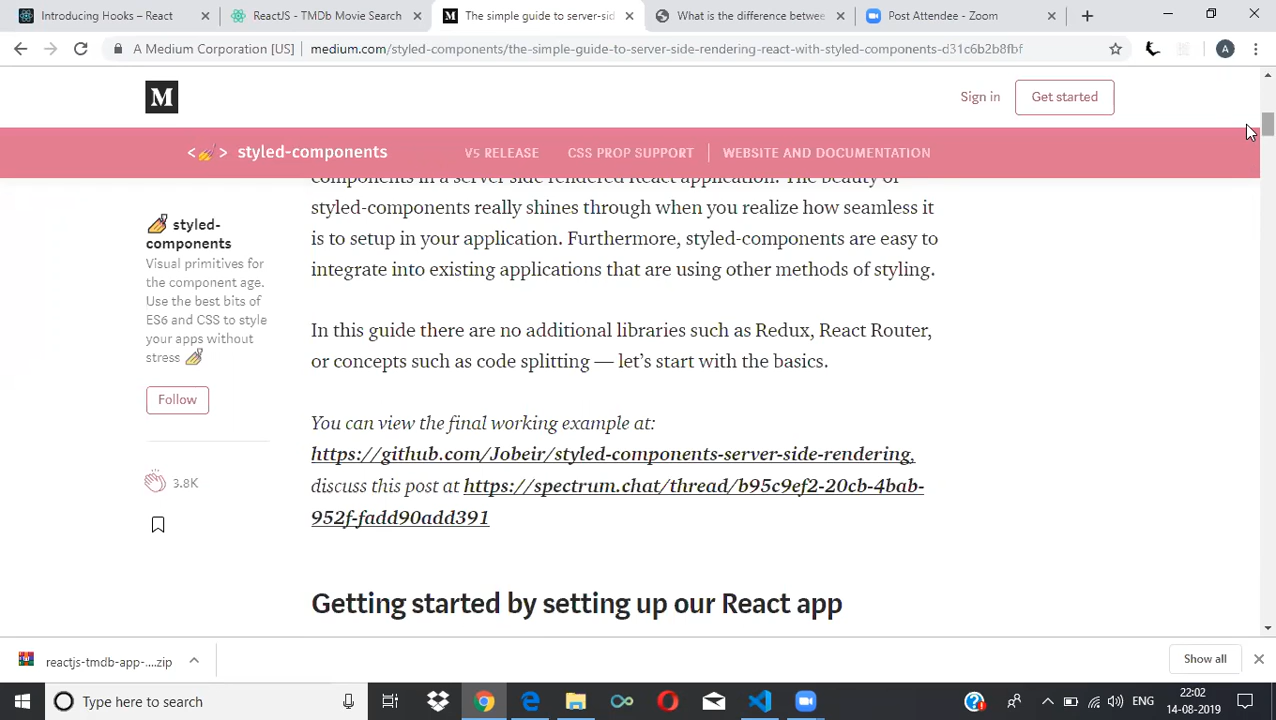 Introducing Hooks – React
ReactJS - TMDb Movie Search
The simple guide to server-sid
What is the difference betwee
Post Attendee - Zoom
A Medium Corporation [US]
medium.com/styled-components/the-simple-guide-to-server-side-rendering-react-with-styled-components-d31c6b2b8fbf
A
M
Sign in
Get started
< > styled-components
V5 RELEASE
CSS PROP SUPPORT
WEBSITE AND DOCUMENTATION
components in a server side rendered React application. The beauty of
styled-components really shines through when you realize how seamless it
is to setup in your application. Furthermore, styled-components are easy to
integrate into existing applications that are using other methods of styling.
In this guide there are no additional libraries such as Redux, React Router,
or concepts such as code splitting — let’s start with the basics.
You can view the final working example at:
https://github.com/Jobeir/styled-components-server-side-rendering,
discuss this post at https://spectrum.chat/thread/b95c9ef2-20cb-4bab-
952f-fadd90add391
Getting started by setting up our React app
styled-
components
Visual primitives for
the component age.
Use the best bits of
ES6 and CSS to style
your apps without
stress
Follow
3.8K
reactjs-tmdb-app-....zip
Show all
Type here to search
ENG
22:02
14-08-2019